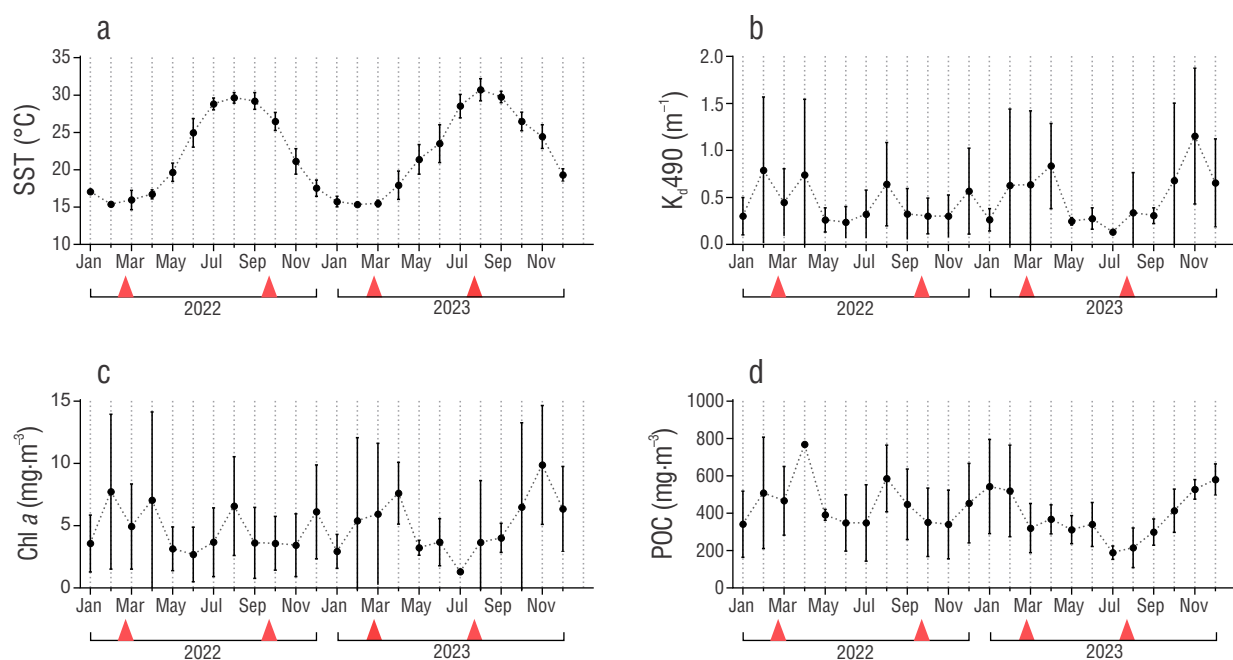 a
SST (°C)
35
30
25
20
15
10
Jan Mar May Jul Sep Nov Jan Mar May Jul Sep Nov
2022 2023
b
Kd490 (m⁻¹)
2.0
1.5
1.0
0.5
0.0
Jan Mar May Jul Sep Nov Jan Mar May Jul Sep Nov
2022 2023
c
Chl a (mg·m⁻³)
15
10
5
0
Jan Mar May Jul Sep Nov Jan Mar May Jul Sep Nov
2022 2023
d
POC (mg·m⁻³)
1000
800
600
400
200
0
Jan Mar May Jul Sep Nov Jan Mar May Jul Sep Nov
2022 2023